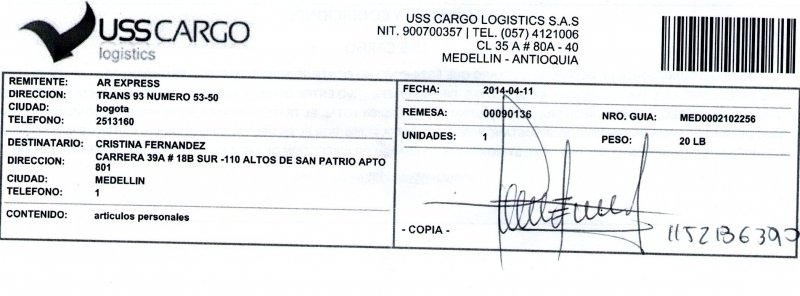 USSCARGO
logistics
USS CARGO LOGISTICS S.A.S
NIT. 900700357 | TEL. (057) 4121006
CL 35 A # 80A - 40
MEDELLIN - ANTIOQUIA
REMITENTE: AR EXPRESS
DIRECCION: TRANS 93 NUMERO 53-50
CIUDAD: bogota
TELEFONO: 2513160
DESTINATARIO: CRISTINA FERNANDEZ
DIRECCION: CARRERA 39A # 18B SUR -110 ALTOS DE SAN PATRIO APTO
801
CIUDAD: MEDELLIN
TELEFONO: 1
CONTENIDO: articulos personales
FECHA: 2014-04-11
REMESA: 00090136 NRO. GUIA: MED0002102256
UNIDADES: 1 PESO: 20 LB
- COPIA -
1152186390